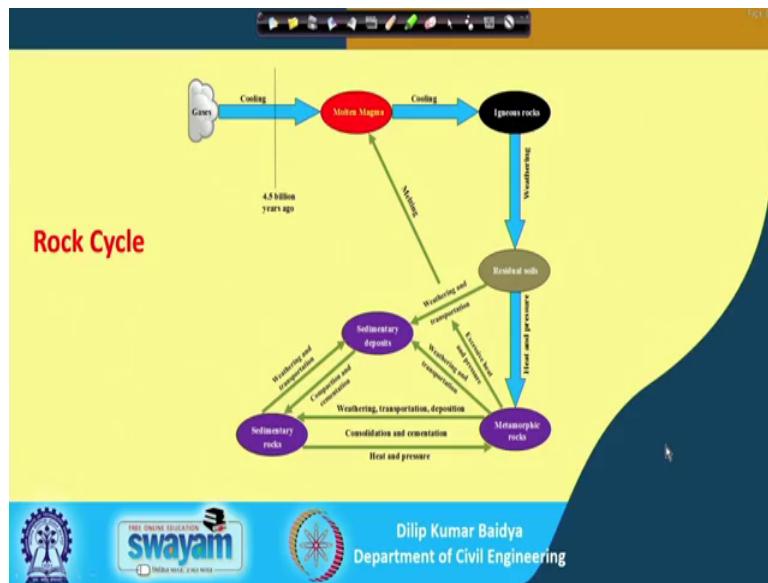 Cooling
Cooling
Gases
Molten Magma
Igneous rocks
Weathering
4.5 billion
years ago
Melting
Rock Cycle
Residual soils
Weathering and
transportation
Heat and pressure
Sedimentary
deposits
Excessive heat
and pressure
Weathering and
transportation
Weathering and
transportation
Compaction and
cementation
Weathering, transportation, deposition
Sedimentary
rocks
Consolidation and cementation
Metamorphic
rocks
Heat and pressure
FREE ONLINE EDUCATION
swayam
Dilip Kumar Baidya
Department of Civil Engineering